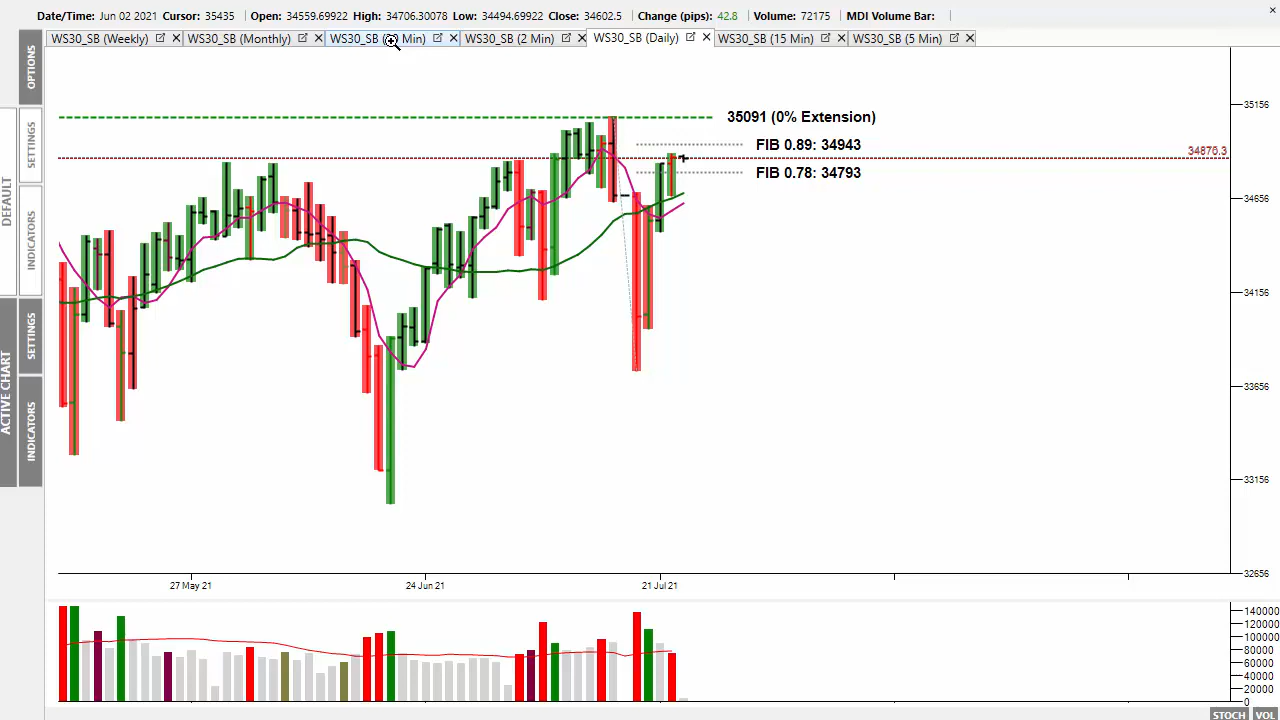 Date/Time: Jun 02 2021 Cursor: 35435 Open: 34559.69922 High: 34706.30078 Low: 34494.69922 Close: 34602.5 Change (pips): 42.8 Volume: 72175 MDI Volume Bar:
WS30_SB (Weekly) WS30_SB (Monthly) WS30_SB ( Min) WS30_SB (2 Min) WS30_SB (Daily) WS30_SB (15 Min) WS30_SB (5 Min)
OPTIONS
SETTINGS
DEFAULT
INDICATORS
SETTINGS
ACTIVE CHART
INDICATORS
35091 (0% Extension)
FIB 0.89: 34943
FIB 0.78: 34793
35156
34656
34156
33656
33156
32656
27 May 21 24 Jun 21 21 Jul 21
140000
120000
100000
80000
60000
40000
20000
0
STOCH VOL